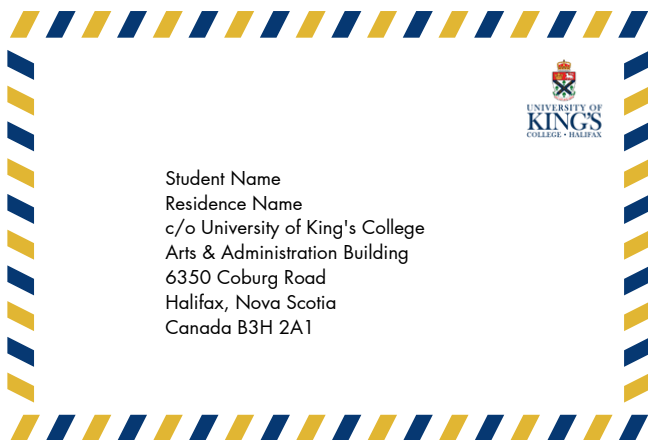 UNIVERSITY OF
KING'S
COLLEGE • HALIFAX
Student Name
Residence Name
c/o University of King's College
Arts & Administration Building
6350 Coburg Road
Halifax, Nova Scotia
Canada B3H 2A1